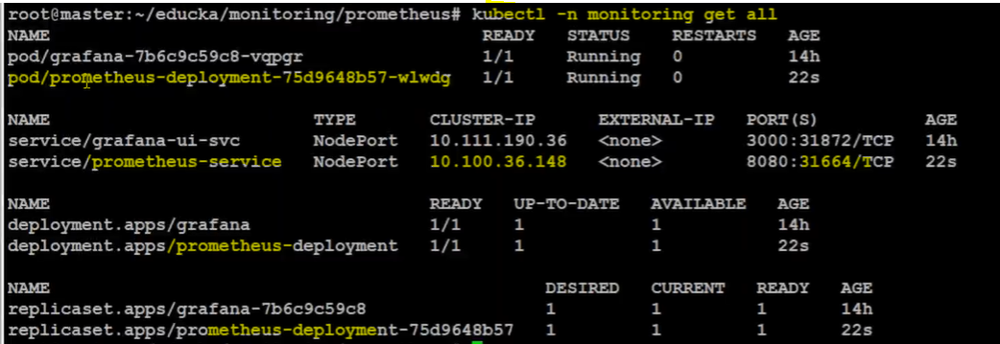 root@master:~/educka/monitoring/prometheus# kubectl -n monitoring get all
NAME READY STATUS RESTARTS AGE
pod/grafana-7b6c9c59c8-vqpgr 1/1 Running 0 14h
pod/prometheus-deployment-75d9648b57-wlwdg 1/1 Running 0 22s
NAME TYPE CLUSTER-IP EXTERNAL-IP PORT(S) AGE
service/grafana-ui-svc NodePort 10.111.190.36 <none> 3000:31872/TCP 14h
service/prometheus-service NodePort 10.100.36.148 <none> 8080:31664/TCP 22s
NAME READY UP-TO-DATE AVAILABLE AGE
deployment.apps/grafana 1/1 1 1 14h
deployment.apps/prometheus-deployment 1/1 1 1 22s
NAME DESIRED CURRENT READY AGE
replicaset.apps/grafana-7b6c9c59c8 1 1 1 14h
replicaset.apps/prometheus-deployment-75d9648b57 1 1 1 22s